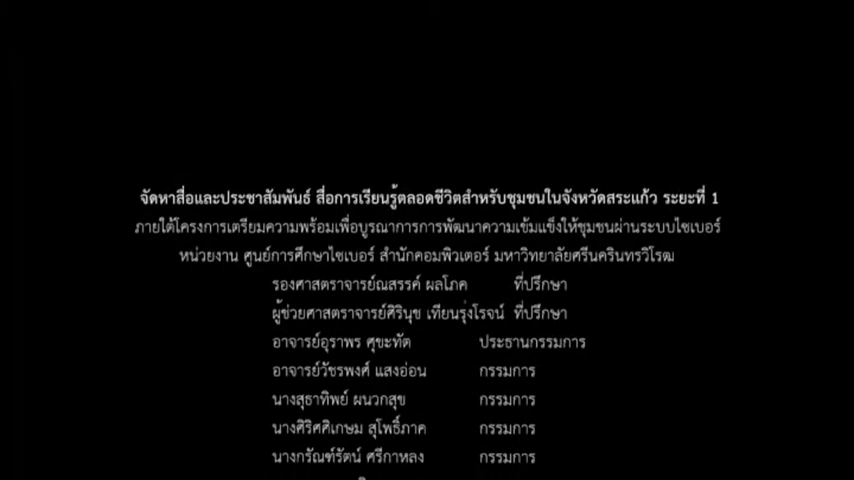 จัดหาสื่อและประชาสัมพันธ์ สื่อการเรียนรู้ตลอดชีวิตสำหรับชุมชนในจังหวัดสระแก้ว ระยะที่ 1
ภายใต้โครงการเตรียมความพร้อมเพื่อบูรณาการการพัฒนาความเข้มแข็งให้ชุมชนผ่านระบบไซเบอร์
หน่วยงาน ศูนย์การศึกษาไซเบอร์ สำนักคอมพิวเตอร์ มหาวิทยาลัยศรีนครินทรวิโรฒ
รองศาสตราจารย์ณสรรค์ ผลโภค ที่ปรึกษา
ผู้ช่วยศาสตราจารย์ศิรินุช เทียนรุ่งโรจน์ ที่ปรึกษา
อาจารย์อุราพร ศุขะทัต ประธานกรรมการ
อาจารย์วัชรพงศ์ แสงอ่อน กรรมการ
นางสุธาทิพย์ ผนวกสุข กรรมการ
นางศิริศศิเกษม สุโพธิ์ภาค กรรมการ
นางกรัณฑ์รัตน์ ศรีกาหลง กรรมการ